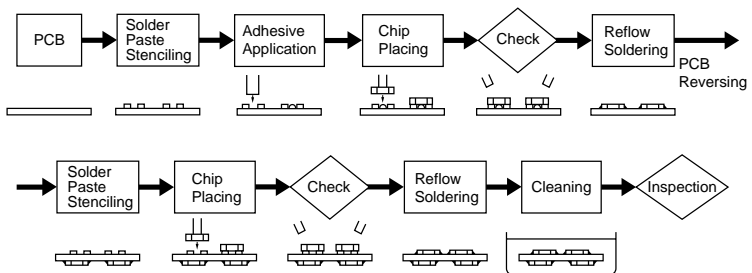 PCB
Solder
Paste
Stenciling
Adhesive
Application
Chip
Placing
Check
Reflow
Soldering
PCB
Reversing
Solder
Paste
Stenciling
Chip
Placing
Check
Reflow
Soldering
Cleaning
Inspection